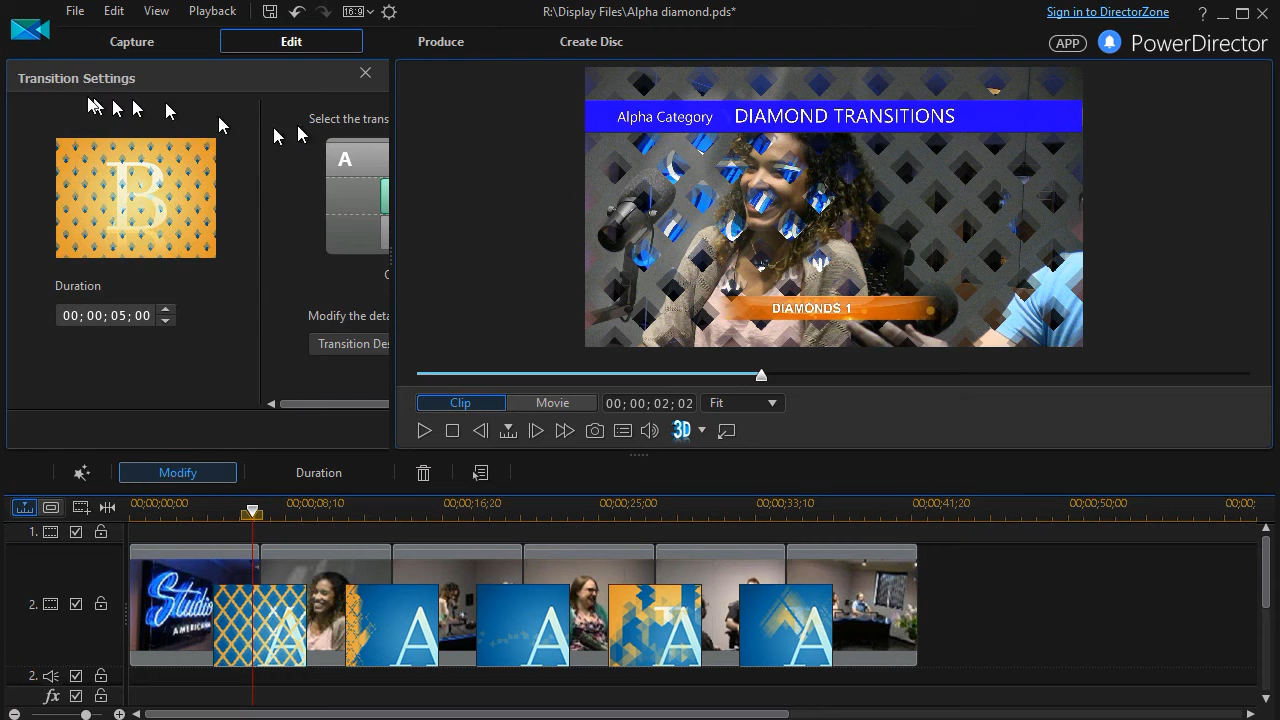 File Edit View Playback 16:9 R:\Display Files\Alpha diamond.pds* Sign in to DirectorZone ?
Capture Edit Produce Create Disc APP PowerDirector
Transition Settings
Select the trans
A
B
Duration
00;00;05;00
C
Modify the deta
Transition Des
Alpha Category DIAMOND TRANSITIONS
DIAMONDS 1
Clip Movie 00;00;02;02 Fit
3D
Modify Duration
00;00;00;00 00;00;08;10 00;00;16;20 00;00;25;00 00;00;33;10 00;00;41;20 00;00;50;00 00;00;
1.
2.
Studio
AMERICA
A A A A A
2.
fx